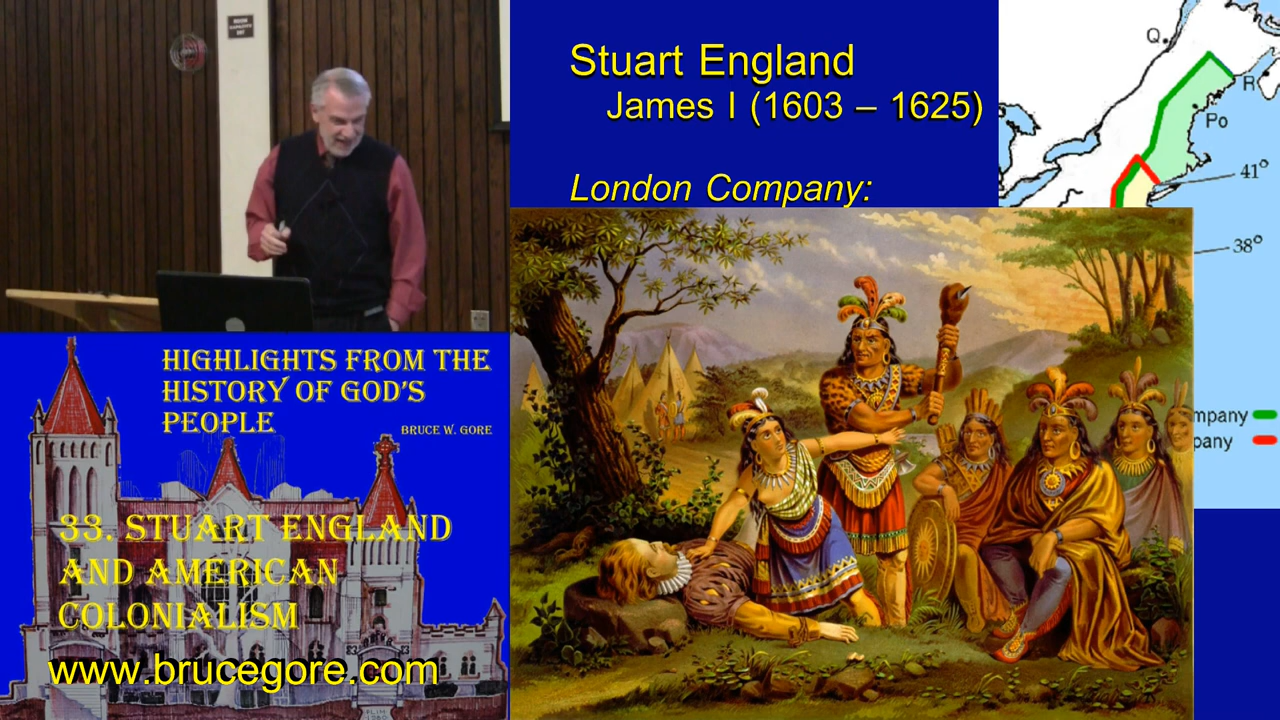 Stuart England
James I (1603 – 1625)
London Company:
Q.
R
Po
41°
38°
mpany
pany
HIGHLIGHTS FROM THE
HISTORY OF GOD'S
PEOPLE
BRUCE W. GORE
33. STUART ENGLAND
AND AMERICAN
COLONIALISM
www.brucegore.com